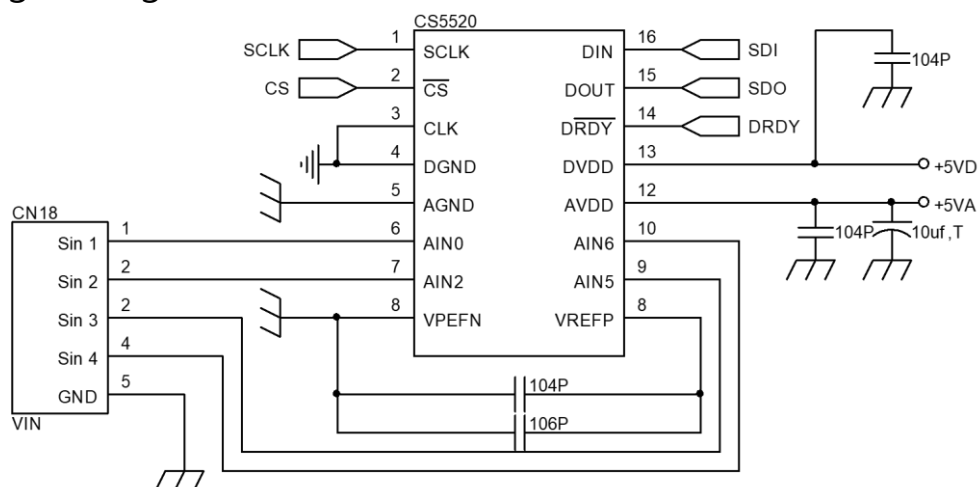 CS5520
SCLK 1 SCLK DIN 16 SDI
104P
CS 2 CS DOUT 15 SDO
3 CLK DRDY 14 DRDY
4 DGND DVDD 13 +5VD
5 AGND AVDD 12 +5VA
CN18
Sin 1 1 6 AIN0 AIN6 10 104P 10uf,T
Sin 2 2 7 AIN2 AIN5 9
Sin 3 2 8 VPEFN VREFP 8
Sin 4 4
GND 5 104P
VIN 106P